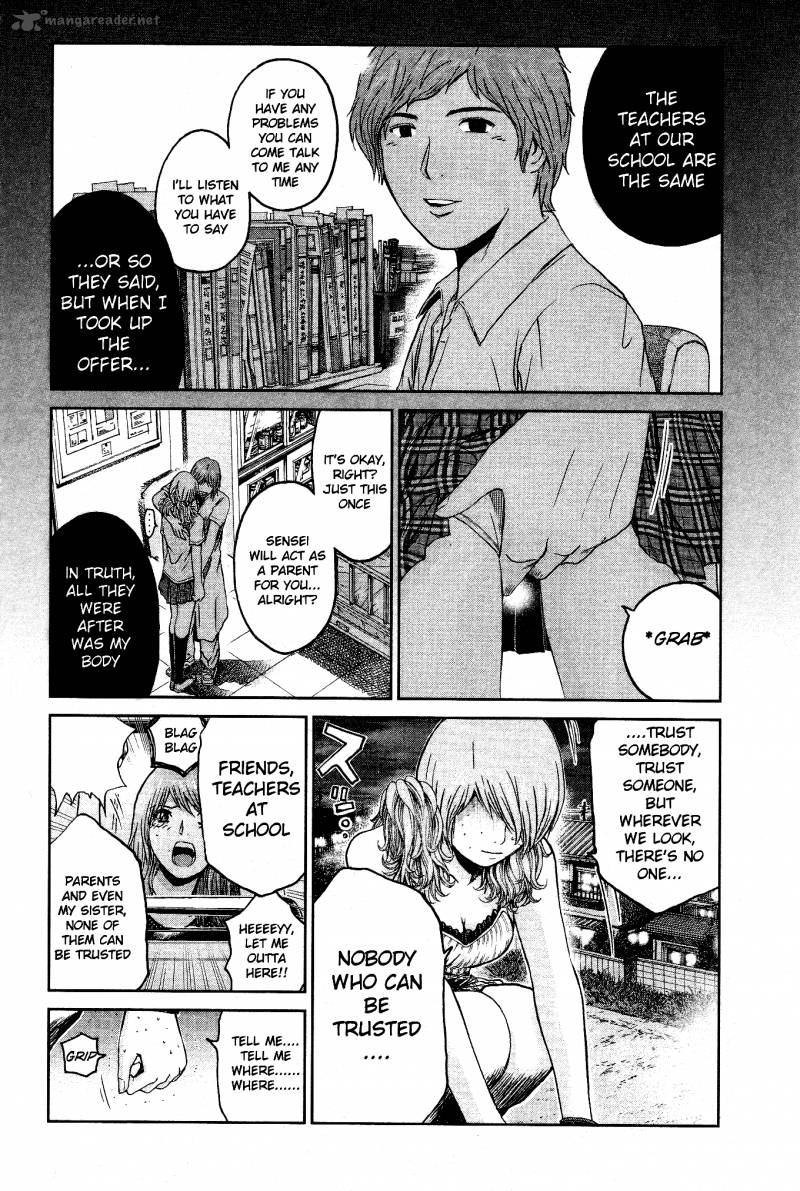 mangareader.net
THE
TEACHERS
AT OUR
SCHOOL ARE
THE SAME
IF YOU
HAVE ANY
PROBLEMS
YOU CAN
COME TALK
TO ME ANY
TIME
I'LL LISTEN
TO WHAT
YOU HAVE
TO SAY
...OR SO
THEY SAID,
BUT WHEN I
TOOK UP
THE
OFFER...
*GRAB*
IT'S OKAY,
RIGHT?
JUST THIS
ONCE
SENSEI
WILL ACT AS
A PARENT
FOR YOU...
ALRIGHT?
...
IN TRUTH,
ALL THEY
WERE
AFTER
WAS MY
BODY
....TRUST
SOMEBODY,
TRUST
SOMEONE,
BUT
WHEREVER
WE LOOK,
THERE'S NO
ONE...
ズズ...
NOBODY
WHO CAN
BE
TRUSTED
....
BLAG
BLAG
FRIENDS,
TEACHERS
AT
SCHOOL
PARENTS
AND EVEN
MY SISTER,
NONE OF
THEM CAN
BE
TRUSTED
HEEEEYY,
LET ME
OUTTA
HERE!!
TELL ME....
TELL ME
WHERE......
WHERE......
GRIP